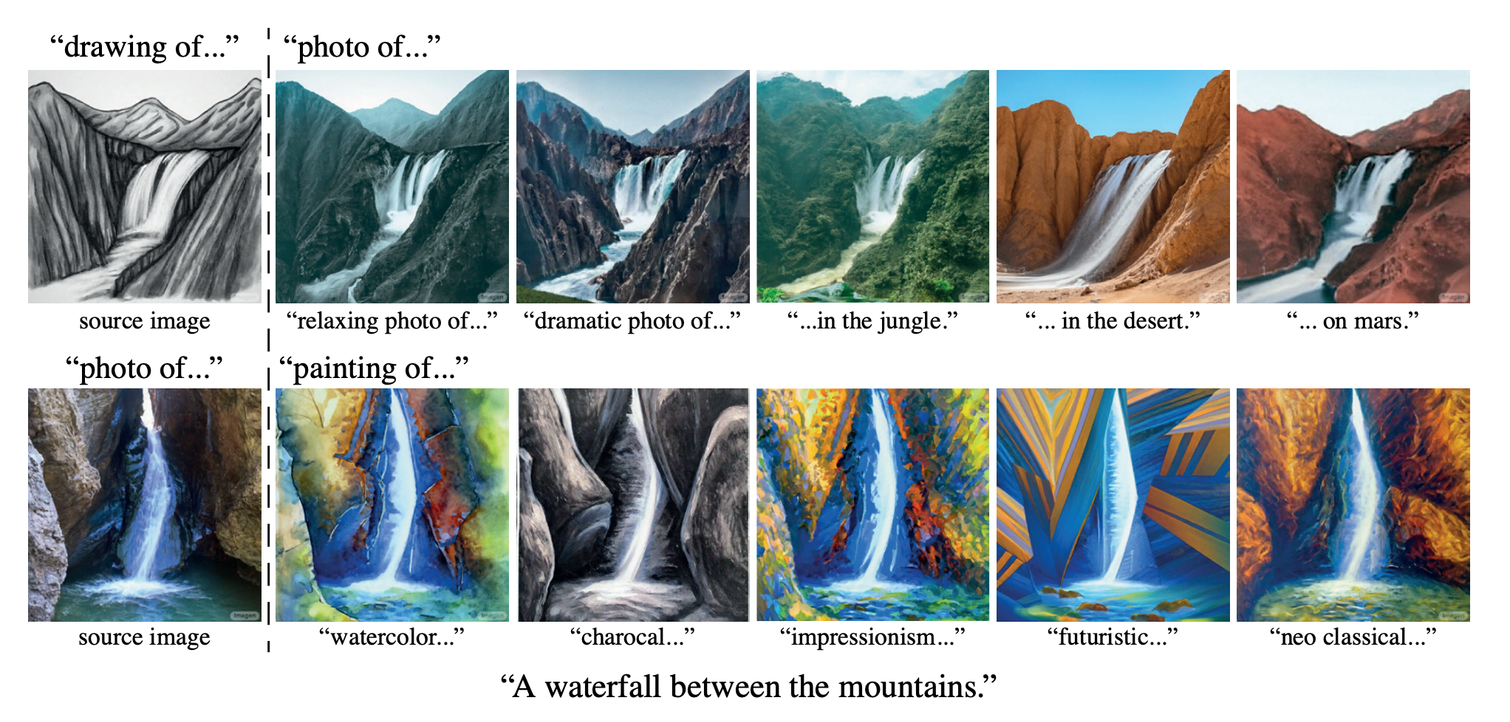 “drawing of...” “photo of...”
source image “relaxing photo of...” “dramatic photo of...” “...in the jungle.” “... in the desert.” “... on mars.”
“photo of...” “painting of...”
source image “watercolor...” “charocal...” “impressionism...” “futuristic...” “neo classical...”
“A waterfall between the mountains.”